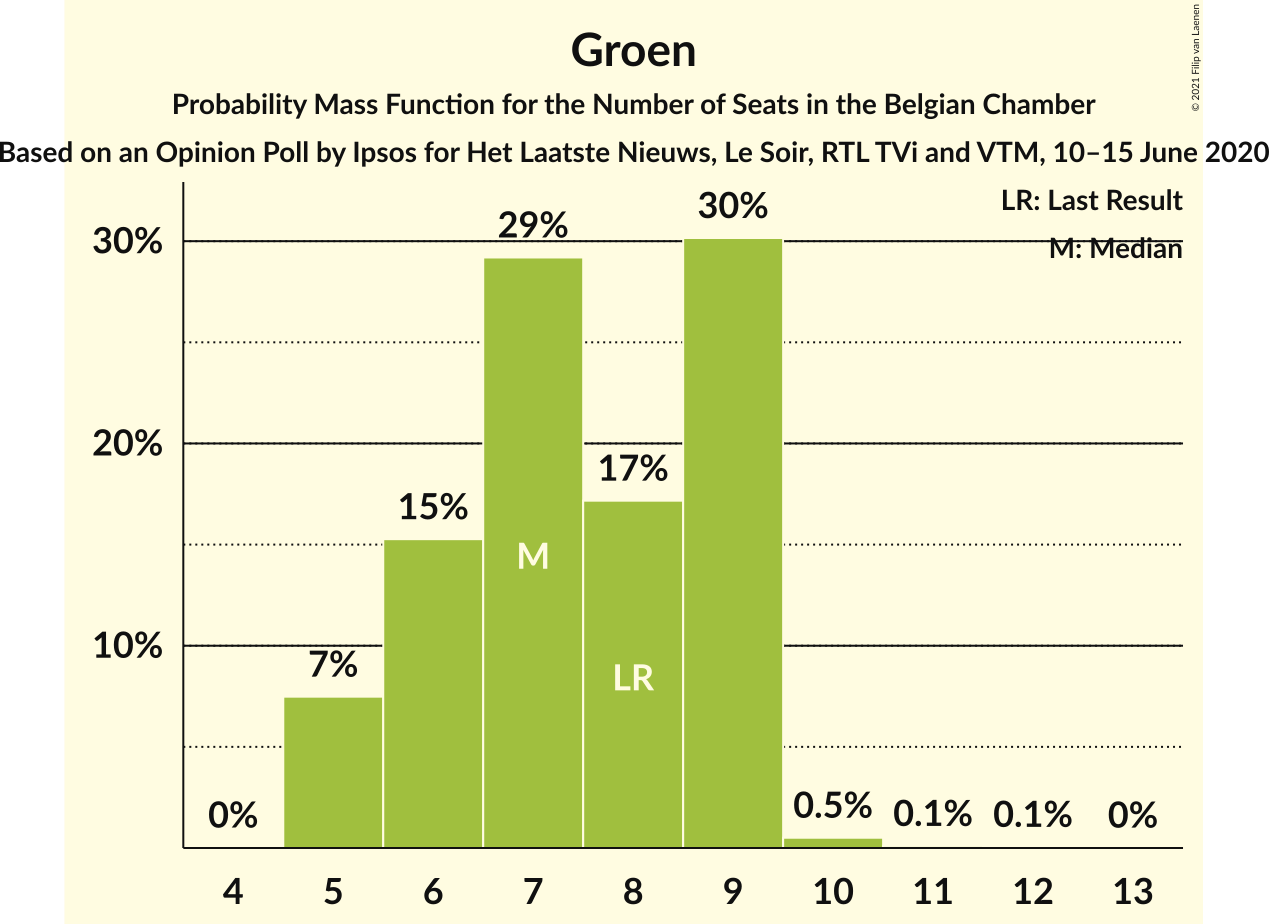 Groen
Probability Mass Function for the Number of Seats in the Belgian Chamber
Based on an Opinion Poll by Ipsos for Het Laatste Nieuws, Le Soir, RTL TVi and VTM, 10–15 June 2020
© 2021 Filip van Laenen
LR: Last Result
M: Median
30%
20%
10%
0%
7%
15%
29%
17%
30%
0.5%
0.1%
0.1%
0%
M
LR
4 5 6 7 8 9 10 11 12 13